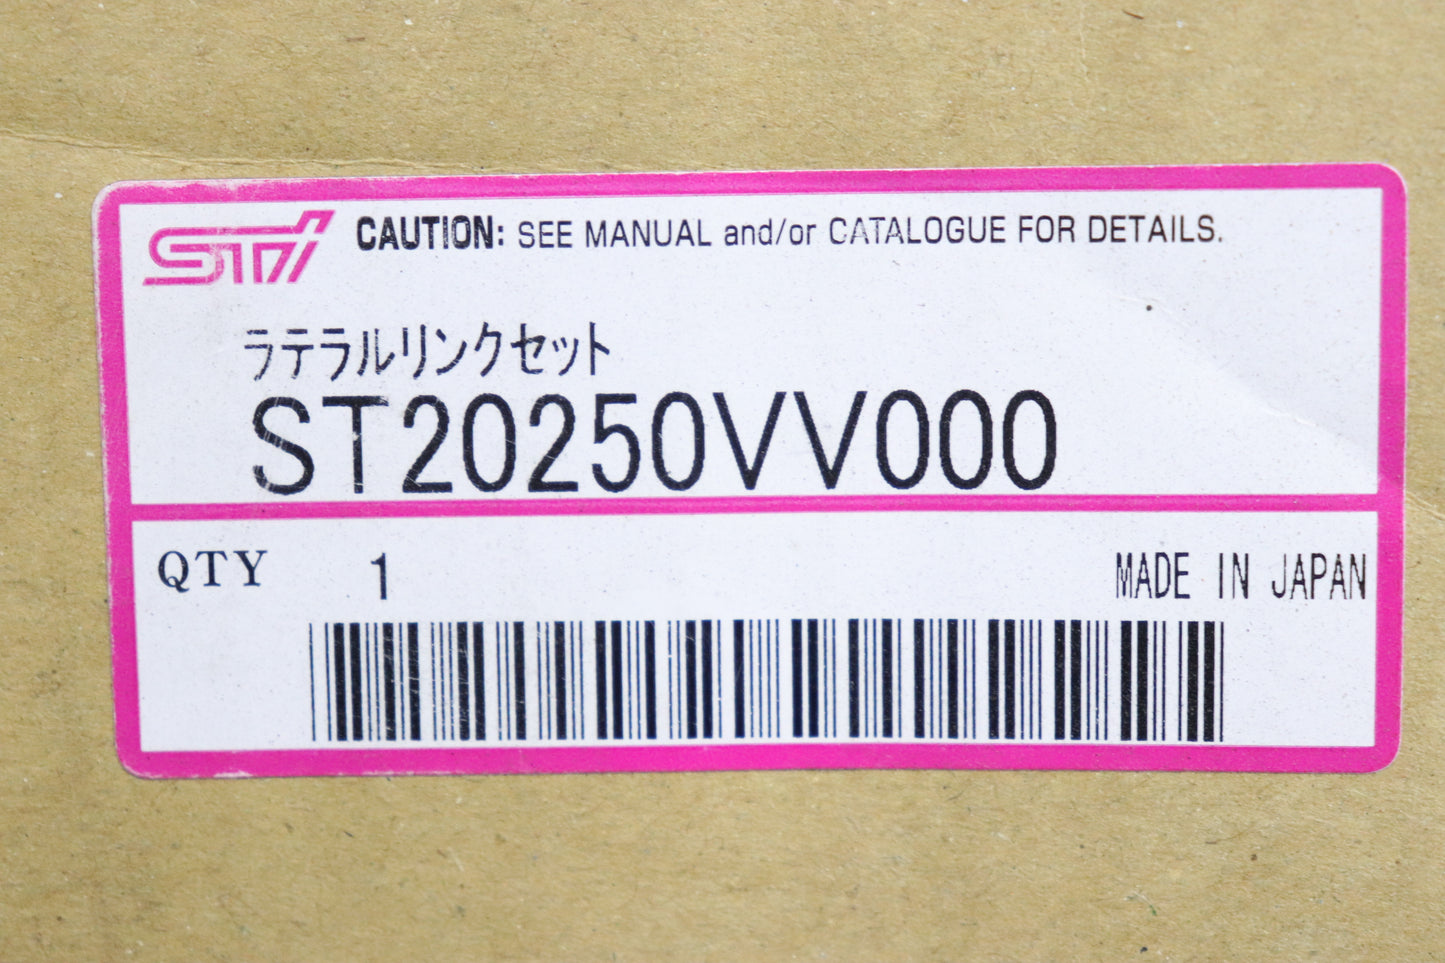 STi CAUTION: SEE MANUAL and/or CATALOGUE FOR DETAILS.
ラテラルリンクセット
ST20250VV000
QTY 1 MADE IN JAPAN